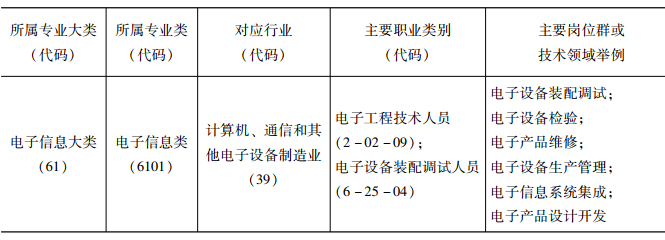 所属专业大类
（代码）
所属专业类
（代码）
对应行业
（代码）
主要职业类别
（代码）
主要岗位群或
技术领域举例
电子信息大类
（61）
电子信息类
（6101）
计算机、通信和其
他电子设备制造业
（39）
电子工程技术人员
（2－02－09）；
电子设备装配调试人员
（6－25－04）
电子设备装配调试；
电子设备检验；
电子产品维修；
电子设备生产管理；
电子信息系统集成；
电子产品设计开发